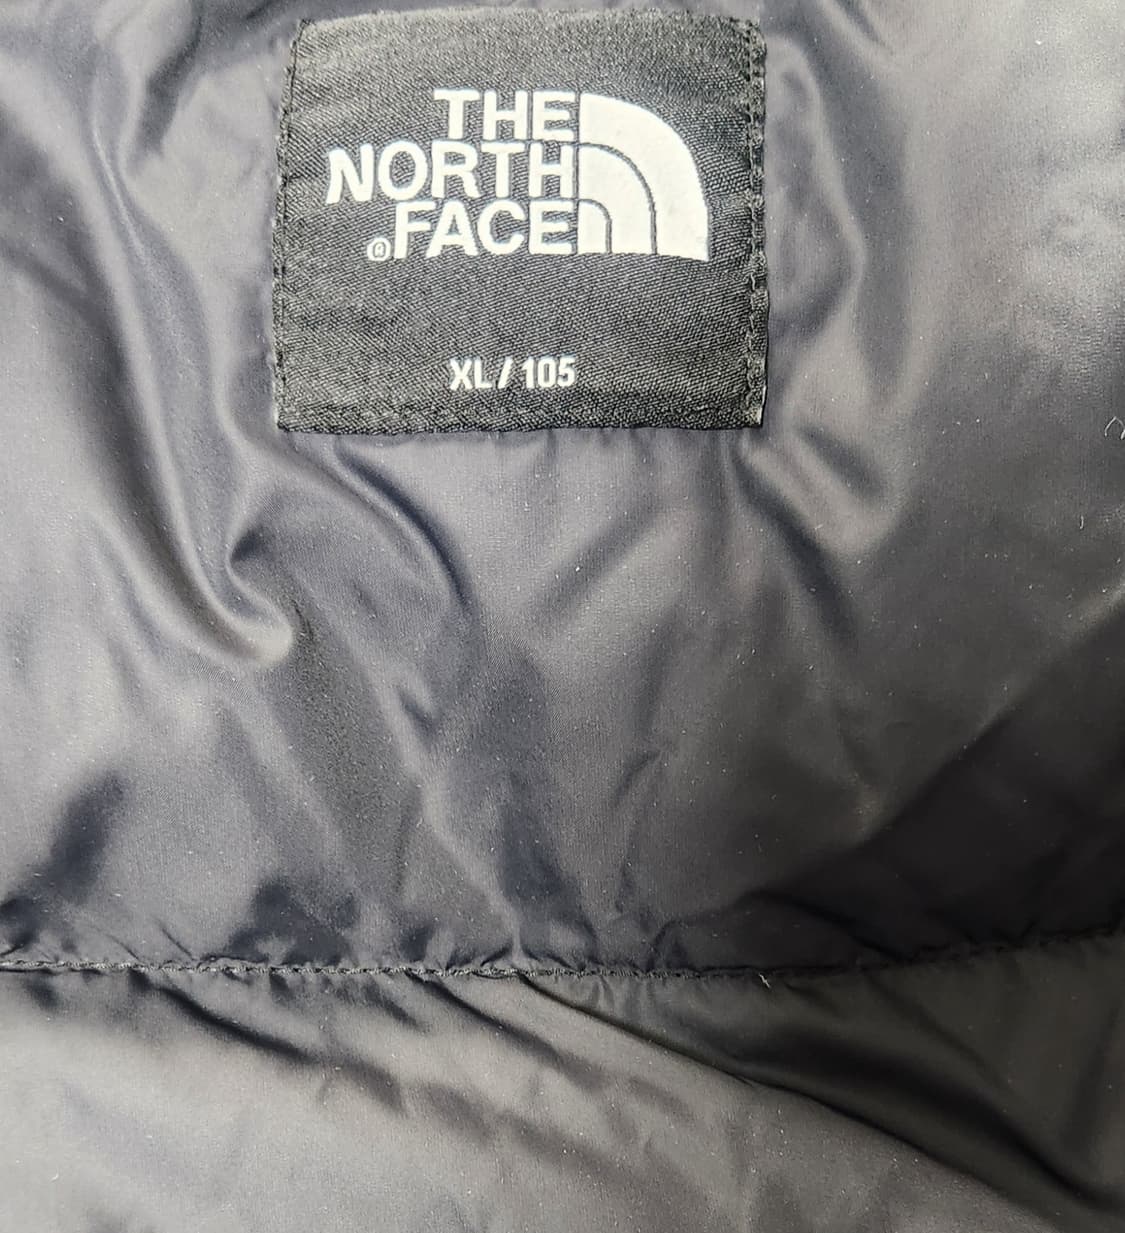 THE
NORTH
®FACE
XL/105